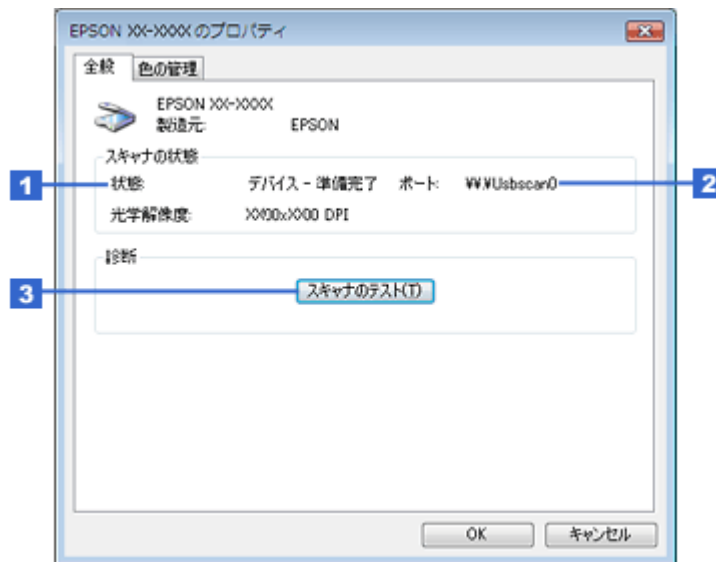 EPSON XX-XXXX のプロパティ
全般 色の管理
EPSON XX-XXXX
製造元: EPSON
スキャナの状態
1 状態: デバイス - 準備完了 ポート: ¥¥.¥Usbscan0 2
光学解像度: XX00xXX00 DPI
診断
3 スキャナのテスト(T)
OK キャンセル